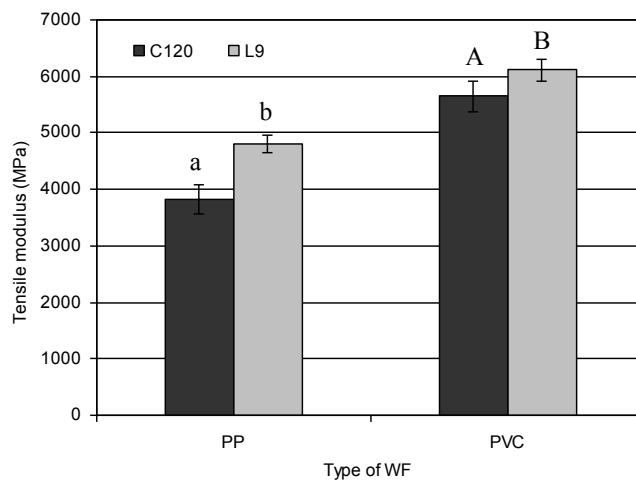 7000
C120 L9
6000
5000
4000
3000
2000
1000
0
Tensile modulus (MPa)
a
b
A
B
PP PVC
Type of WF